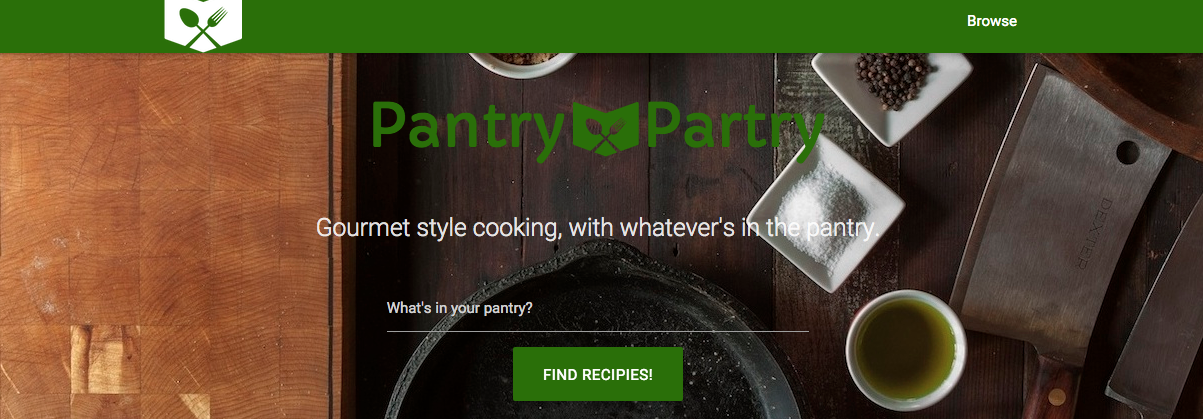 Browse
Pantry Partry
Gourmet style cooking, with whatever's in the pantry.
What's in your pantry?
FIND RECIPIES!
DEXTER